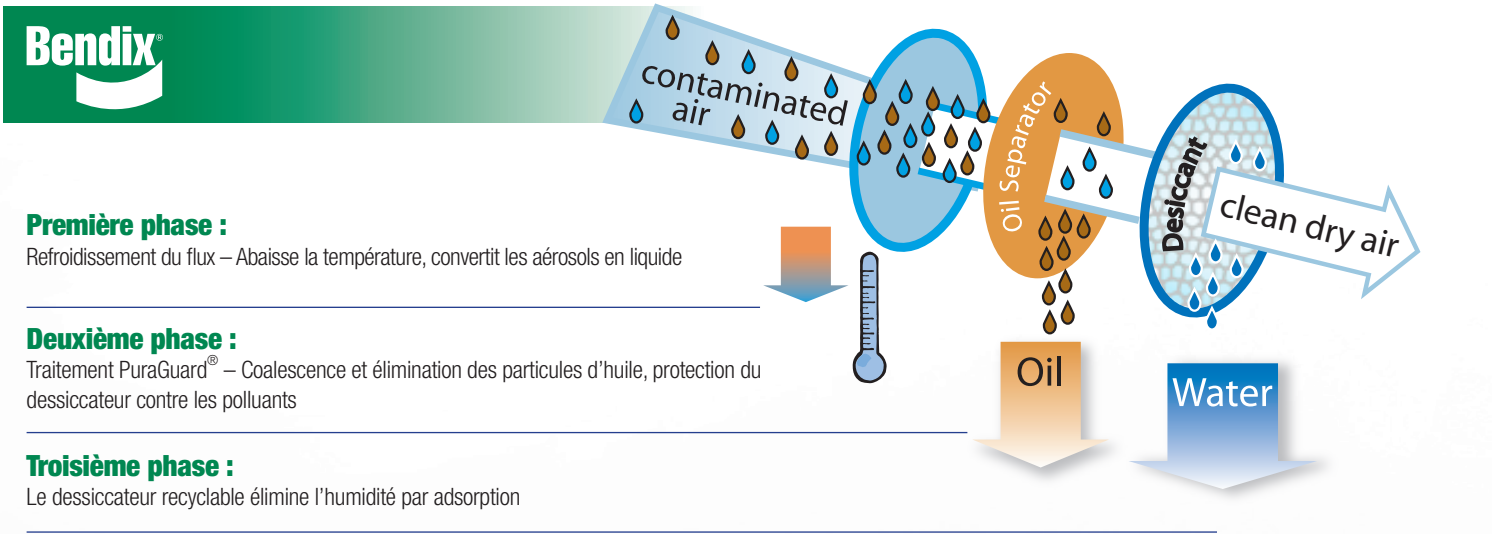 Bendix®
contaminated
air
Oil Separator
Desiccant
clean dry air
Première phase :
Refroidissement du flux – Abaisse la température, convertit les aérosols en liquide
Deuxième phase :
Traitement PuraGuard® – Coalescence et élimination des particules d’huile, protection du
dessiccateur contre les polluants
Oil
Water
Troisième phase :
Le dessiccateur recyclable élimine l’humidité par adsorption